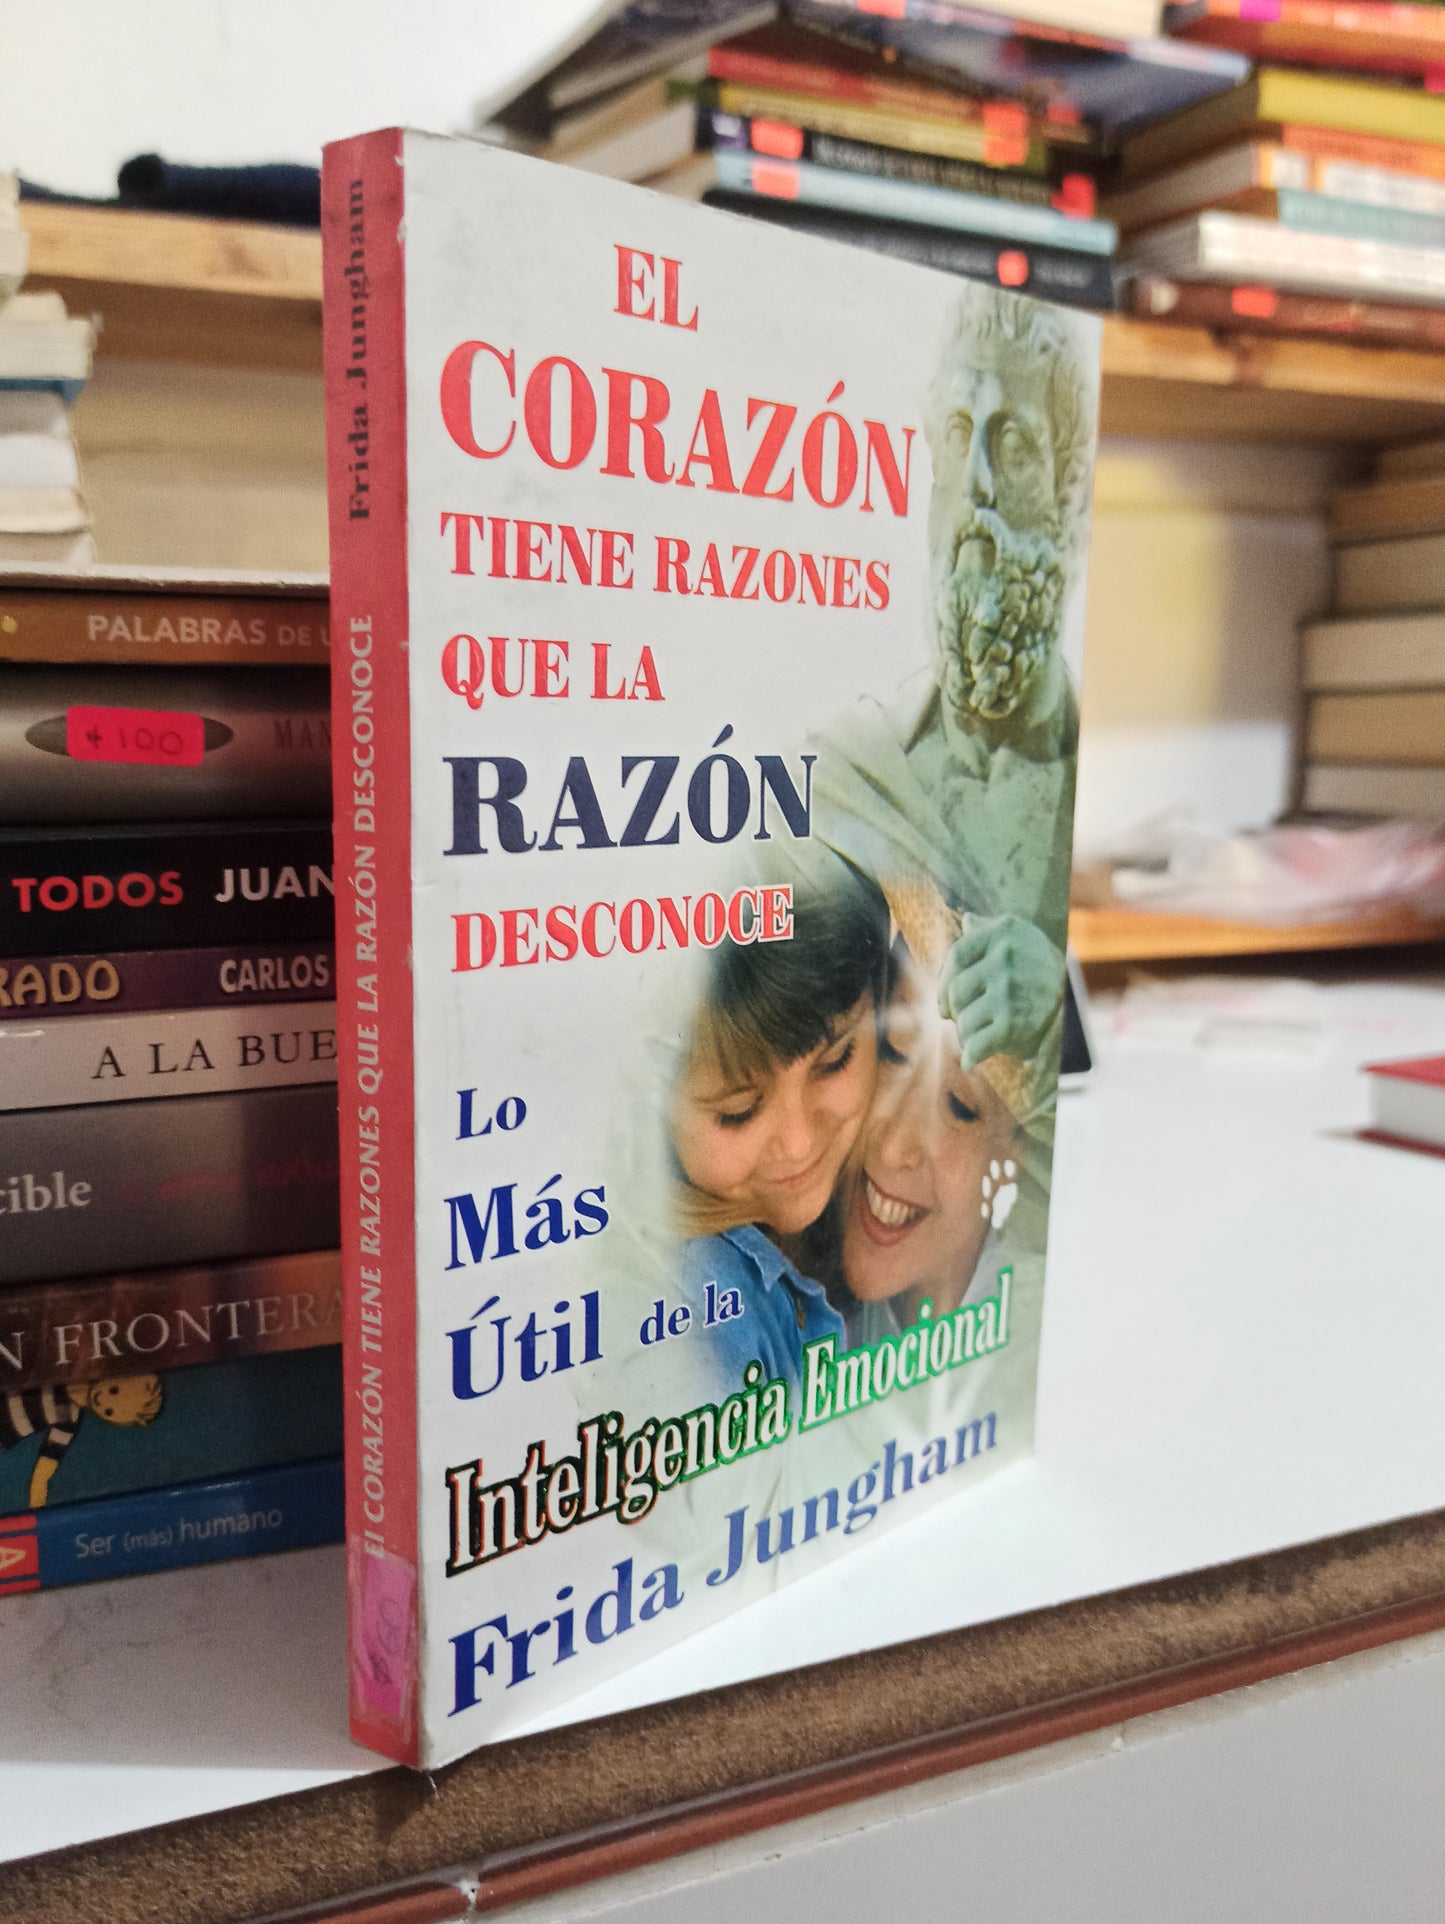 EL
CORAZÓN
TIENE RAZONES
QUE LA
RAZÓN
DESCONOCE
Lo
Más
Útil de la
Inteligencia Emocional
Frida Jungham
Frida Jungham
El CORAZÓN TIENE RAZONES QUE LA RAZÓN DESCONOCE
$60
PALABRAS DE
$100
MAN
TODOS JUAN
RADO CARLOS
A LA BUE
cible
N FRONTERA
Ser (más) humano